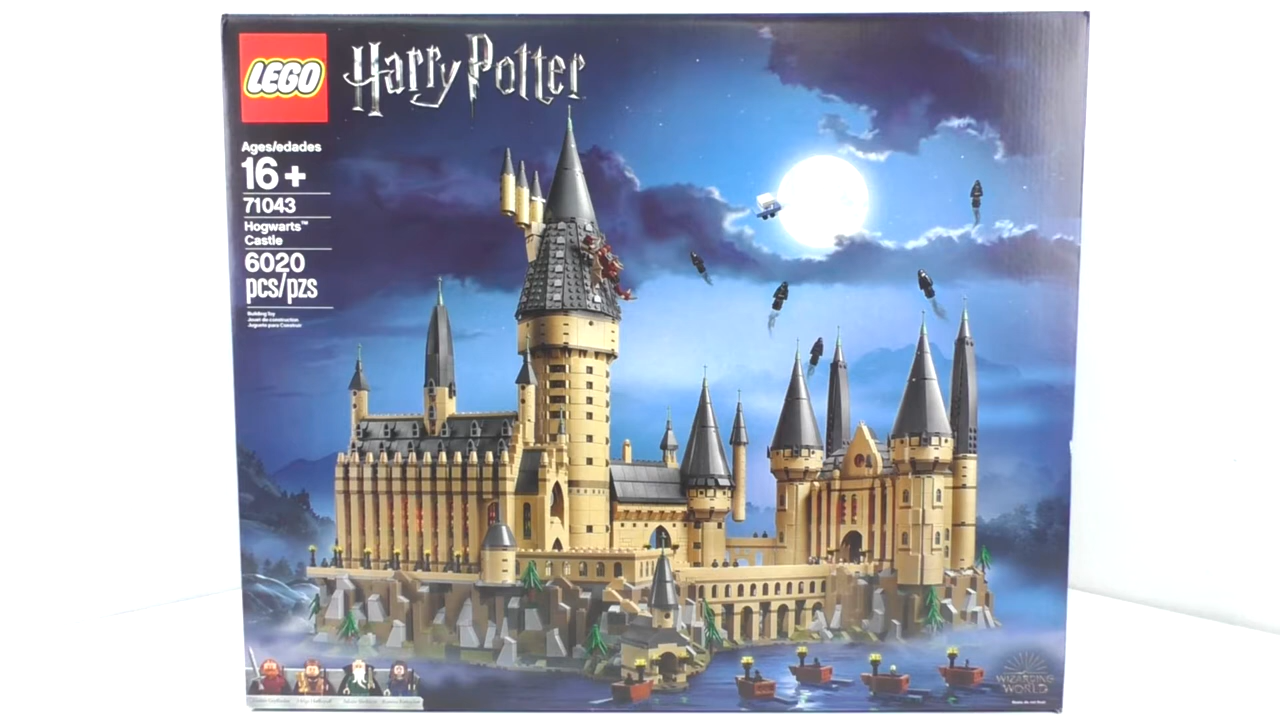 LEGO
Harry Potter
Ages/edades
16+
71043
Hogwarts™
Castle
6020
pcs/pzs
Building Toy
Jouet de construction
Juguete para Construir
WIZARDING
WORLD